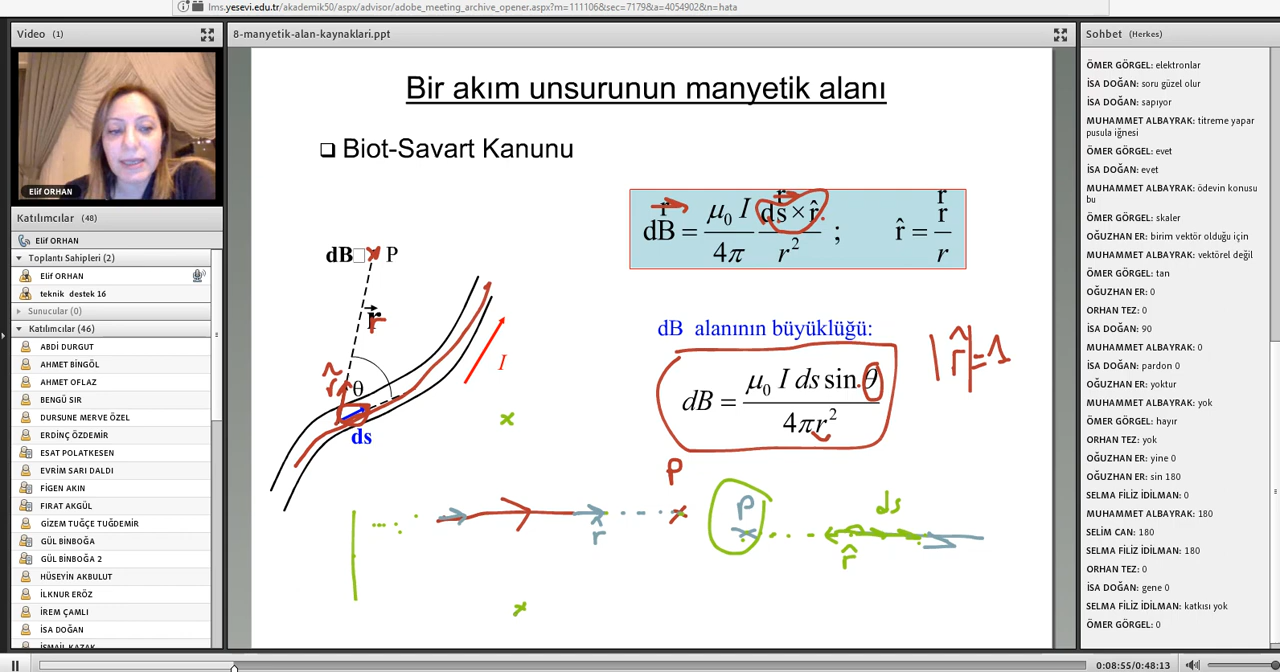 lms.yesevi.edu.tr/akademik50/aspx/advisor/adobe_meeting_archive_opener.aspx?m=111106&sec=7179&a=4054902&n=hata
Video (1)
Elif ORHAN
Katılımcılar (48)
Elif ORHAN
Toplantı Sahipleri (2)
Elif ORHAN
teknik destek 16
Sunucular (0)
Katılımcılar (46)
ABDİ DURGUT
AHMET BİNGÖL
AHMET OFLAZ
BENGÜ SIR
DURSUNE MERVE ÖZEL
ERDİNÇ ÖZDEMİR
ESAT POLATKESEN
EVRİM SARI DALDI
FİGEN AKIN
FIRAT AKGÜL
GİZEM TUĞÇE TUĞDEMİR
GÜL BİNBOĞA
GÜL BİNBOĞA 2
HÜSEYİN AKBULUT
İLKNUR ERÖZ
İREM ÇAMLI
İSA DOĞAN
İSMAİL KAZAK
8-manyetik-alan-kaynaklari.ppt
Bir akım unsurunun manyetik alanı
❑ Biot-Savart Kanunu
dB = μ0 I / 4π ds × r̂ / r² ; r̂ = r / r
dB□ P
r
r̂
θ
I
ds
dB alanının büyüklüğü:
dB = μ0 I ds sin θ / 4πr²
|r̂|=1
P
r̂
P
ds
r̂
Sohbet (Herkes)
ÖMER GÖRGEL: elektronlar
İSA DOĞAN: soru güzel olur
İSA DOĞAN: sapıyor
MUHAMMET ALBAYRAK: titreme yapar
pusula iğnesi
ÖMER GÖRGEL: evet
İSA DOĞAN: evet
MUHAMMET ALBAYRAK: ödevin konusu
bu
ÖMER GÖRGEL: skaler
OĞUZHAN ER: birim vektör olduğu için
MUHAMMET ALBAYRAK: vektörel değil
ÖMER GÖRGEL: tan
OĞUZHAN ER: 0
ORHAN TEZ: 0
İSA DOĞAN: 90
MUHAMMET ALBAYRAK: 0
İSA DOĞAN: pardon 0
OĞUZHAN ER: yoktur
MUHAMMET ALBAYRAK: yok
ÖMER GÖRGEL: hayır
ORHAN TEZ: yok
OĞUZHAN ER: yine 0
OĞUZHAN ER: sin 180
SELMA FİLİZ İDİLMAN: 0
MUHAMMET ALBAYRAK: 180
SELİM CAN: 180
SELMA FİLİZ İDİLMAN: 180
ORHAN TEZ: 0
İSA DOĞAN: gene 0
SELMA FİLİZ İDİLMAN: katkısı yok
ÖMER GÖRGEL: 0
0:08:55/0:48:13